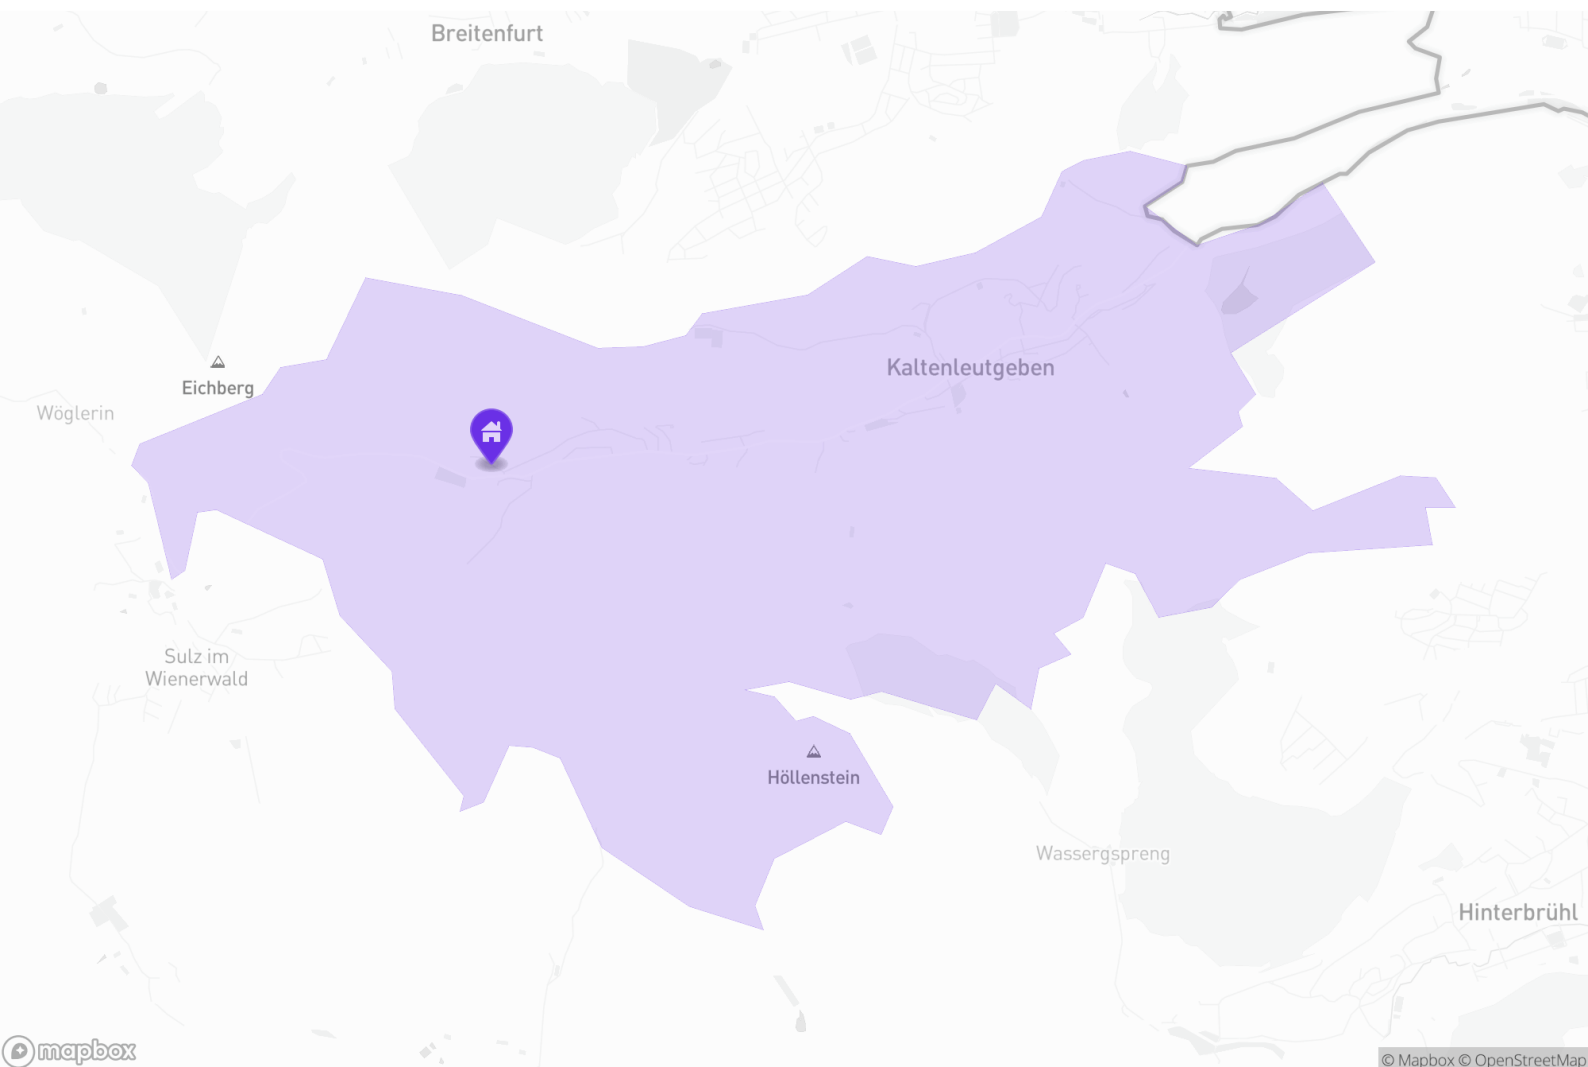 Breitenfurt
Eichberg
Wöglerin
Kaltenleutgeben
Sulz im
Wienerwald
Höllenstein
Wassergspreng
Hinterbrühl
mapbox
© Mapbox © OpenStreetMap